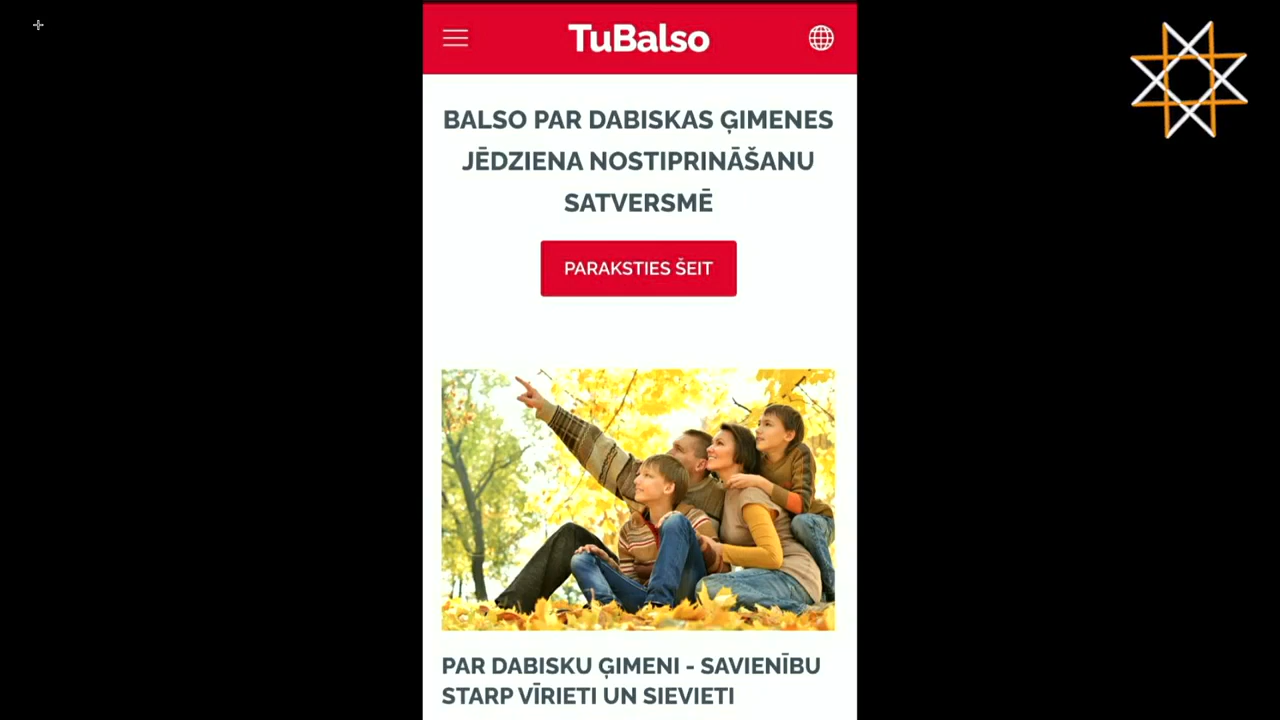 TuBalso
BALSO PAR DABISKAS ĢIMENES
JĒDZIENA NOSTIPRINĀŠANU
SATVERSMĒ
PARAKSTIES ŠEIT
PAR DABISKU ĢIMENI - SAVIENĪBU
STARP VĪRIETI UN SIEVIETI